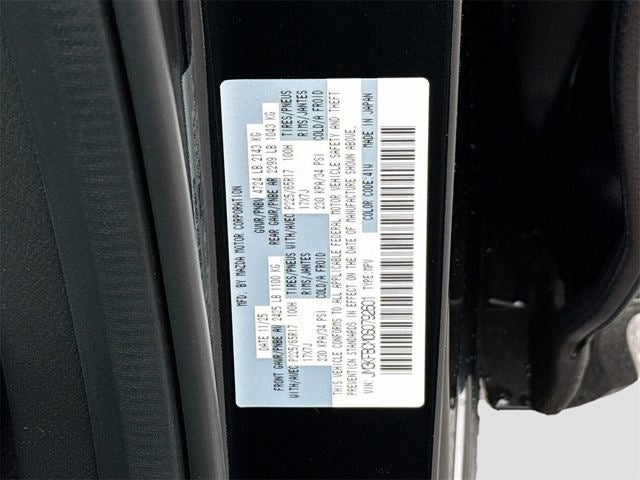 MFD. BY MAZDA MOTOR CORPORATION
DATE 11/25 GVWR/PNBV 4724 LB 2143 KG
FRONT GAWR/PNBE AV 2425 LB 1100 KG REAR GAWR/PNBE AR 2299 LB 1043 KG
WITH/AVEC P225/65R17 100H TIRES/PNEUS WITH/AVEC P225/65R17 100H TIRES/PNEUS
17X7J RIMS/JANTES 17X7J RIMS/JANTES
230 KPA/34 PSI COLD/A FROID 230 KPA/34 PSI COLD/A FROID
THIS VEHICLE CONFORMS TO ALL APPLICABLE FEDERAL MOTOR VEHICLE SAFETY AND THEFT
PREVENTION STANDARDS IN EFFECT ON THE DATE OF MANUFACTURE SHOWN ABOVE.
VIN: TYPE:MPV COLOR CODE:41W MADE IN JAPAN